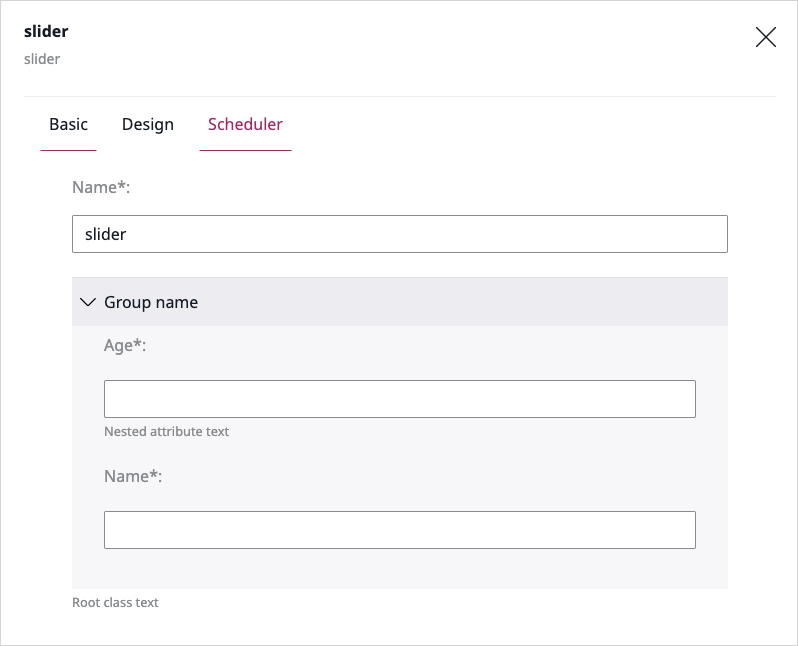 slider
slider
Basic Design Scheduler
Name*:
slider
Group name
Age*:
Nested attribute text
Name*:
Root class text